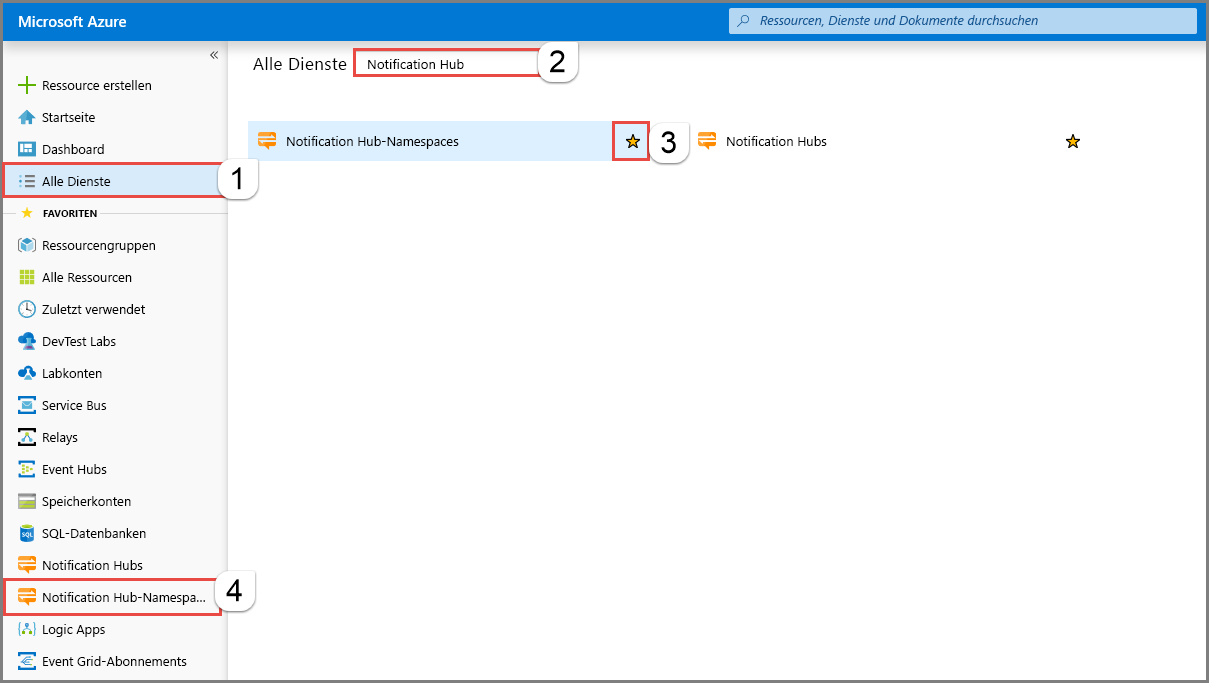 Microsoft Azure
Ressourcen, Dienste und Dokumente durchsuchen
«
Ressource erstellen
Startseite
Dashboard
Alle Dienste
1
FAVORITEN
Ressourcengruppen
Alle Ressourcen
Zuletzt verwendet
DevTest Labs
Labkonten
Service Bus
Relays
Event Hubs
Speicherkonten
SQL
SQL-Datenbanken
Notification Hubs
Notification Hub-Namespa...
4
Logic Apps
Event Grid-Abonnements
Alle Dienste
Notification Hub
2
Notification Hub-Namespaces
3
Notification Hubs